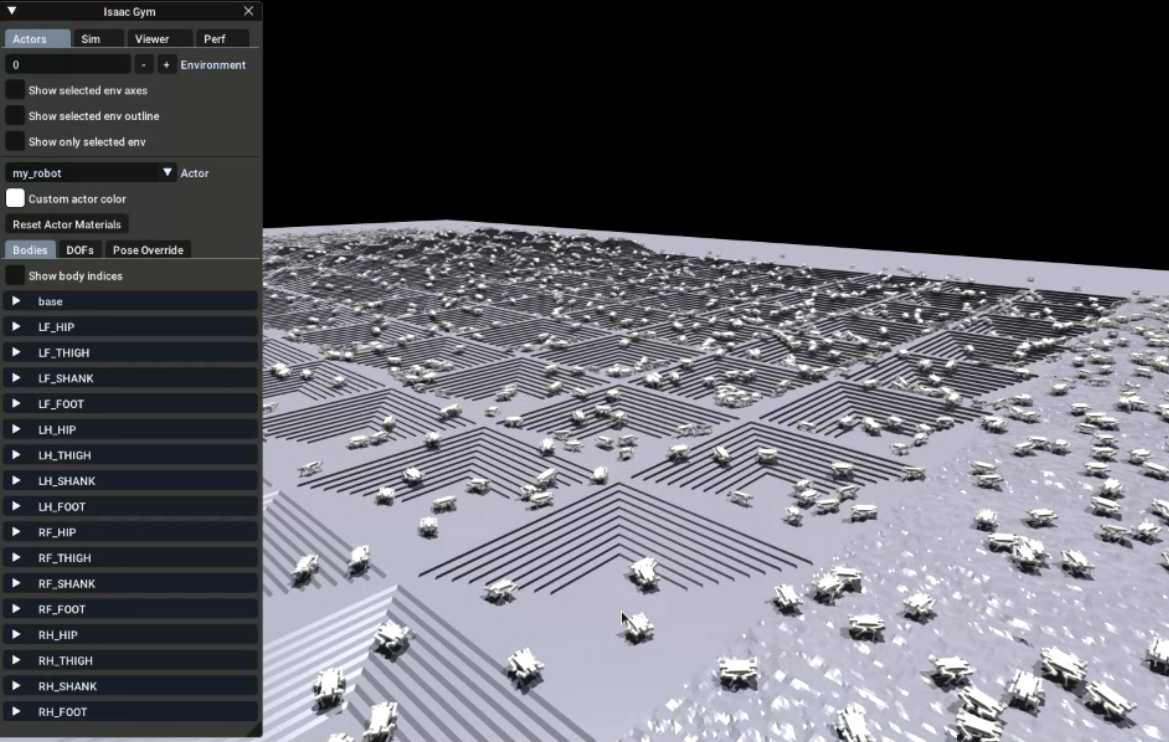 Isaac Gym
Actors Sim Viewer Perf
0 - + Environment
Show selected env axes
Show selected env outline
Show only selected env
my_robot Actor
Custom actor color
Reset Actor Materials
Bodies DOFs Pose Override
Show body indices
base
LF_HIP
LF_THIGH
LF_SHANK
LF_FOOT
LH_HIP
LH_THIGH
LH_SHANK
LH_FOOT
RF_HIP
RF_THIGH
RF_SHANK
RF_FOOT
RH_HIP
RH_THIGH
RH_SHANK
RH_FOOT